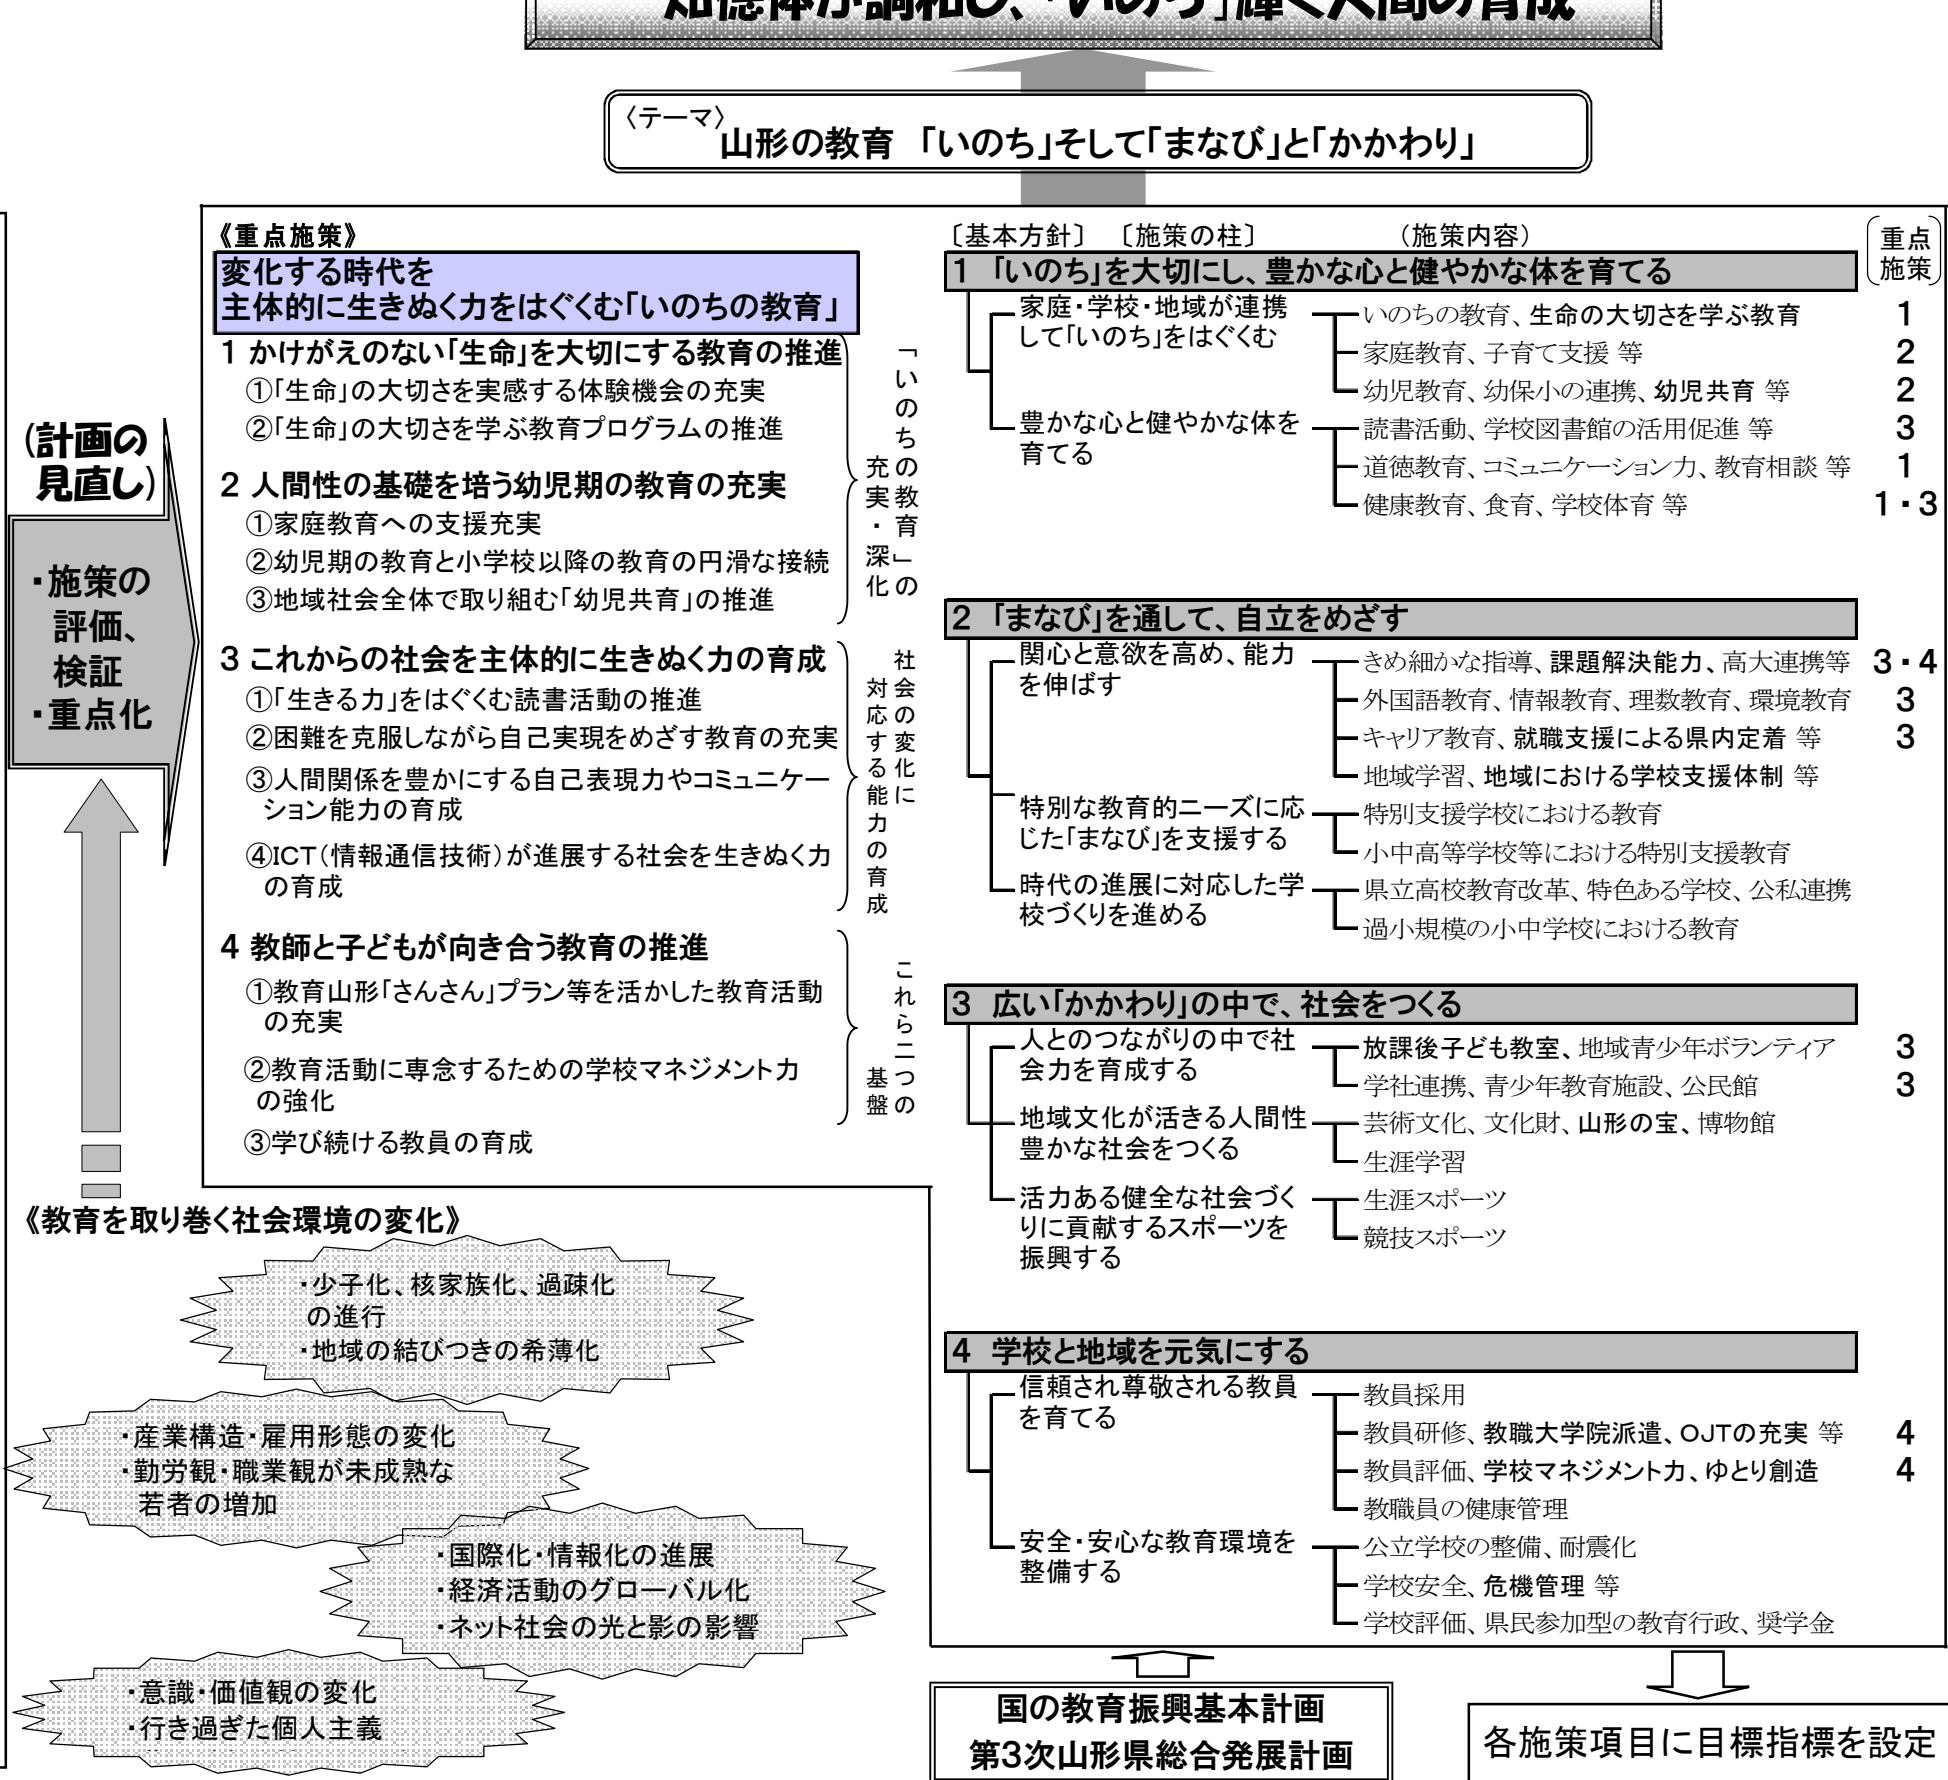 知徳体が調和し、「いのち」輝く人間の育成
〈テーマ〉
山形の教育　「いのち」そして「まなび」と「かかわり」
(計画の
見直し)
・施策の
評価、
検証
・重点化
《重点施策》
変化する時代を
主体的に生きぬく力をはぐくむ「いのちの教育」
1 かけがえのない「生命」を大切にする教育の推進
①「生命」の大切さを実感する体験機会の充実
②「生命」の大切さを学ぶ教育プログラムの推進
2 人間性の基礎を培う幼児期の教育の充実
①家庭教育への支援充実
②幼児期の教育と小学校以降の教育の円滑な接続
③地域社会全体で取り組む「幼児共育」の推進
「いのちの教育」の
充実・深化
3 これからの社会を主体的に生きぬく力の育成
①「生きる力」をはぐくむ読書活動の推進
②困難を克服しながら自己実現をめざす教育の充実
③人間関係を豊かにする自己表現力やコミュニケー
ション能力の育成
④ICT(情報通信技術)が進展する社会を生きぬく力
の育成
社会の変化に
対応する能力の育成
4 教師と子どもが向き合う教育の推進
①教育山形「さんさん」プラン等を活かした教育活動
の充実
②教育活動に専念するための学校マネジメント力
の強化
③学び続ける教員の育成
これら二つの
基盤
《教育を取り巻く社会環境の変化》
・少子化、核家族化、過疎化
の進行
・地域の結びつきの希薄化
・産業構造・雇用形態の変化
・勤労観・職業観が未成熟な
若者の増加
・国際化・情報化の進展
・経済活動のグローバル化
・ネット社会の光と影の影響
・意識・価値観の変化
・行き過ぎた個人主義
〔基本方針〕　〔施策の柱〕　（施策内容）
重点
施策
1　「いのち」を大切にし、豊かな心と健やかな体を育てる
家庭・学校・地域が連携
して「いのち」をはぐくむ
いのちの教育、生命の大切さを学ぶ教育　1
家庭教育、子育て支援 等　2
幼児教育、幼保小の連携、幼児共育 等　2
豊かな心と健やかな体を
育てる
読書活動、学校図書館の活用促進 等　3
道徳教育、コミュニケーション力、教育相談 等　1
健康教育、食育、学校体育 等　1・3
2　「まなび」を通して、自立をめざす
関心と意欲を高め、能力
を伸ばす
きめ細かな指導、課題解決能力、高大連携等　3・4
外国語教育、情報教育、理数教育、環境教育　3
キャリア教育、就職支援による県内定着 等　3
地域学習、地域における学校支援体制 等
特別な教育的ニーズに応
じた「まなび」を支援する
特別支援学校における教育
小中高等学校等における特別支援教育
時代の進展に対応した学
校づくりを進める
県立高校教育改革、特色ある学校、公私連携
過小規模の小中学校における教育
3　広い「かかわり」の中で、社会をつくる
人とのつながりの中で社
会力を育成する
放課後子ども教室、地域青少年ボランティア　3
学社連携、青少年教育施設、公民館　3
地域文化が活きる人間性
豊かな社会をつくる
芸術文化、文化財、山形の宝、博物館
生涯学習
活力ある健全な社会づく
りに貢献するスポーツを
振興する
生涯スポーツ
競技スポーツ
4　学校と地域を元気にする
信頼され尊敬される教員
を育てる
教員採用
教員研修、教職大学院派遣、OJTの充実 等　4
教員評価、学校マネジメント力、ゆとり創造　4
教職員の健康管理
安全・安心な教育環境を
整備する
公立学校の整備、耐震化
学校安全、危機管理 等
学校評価、県民参加型の教育行政、奨学金
国の教育振興基本計画
第3次山形県総合発展計画
各施策項目に目標指標を設定